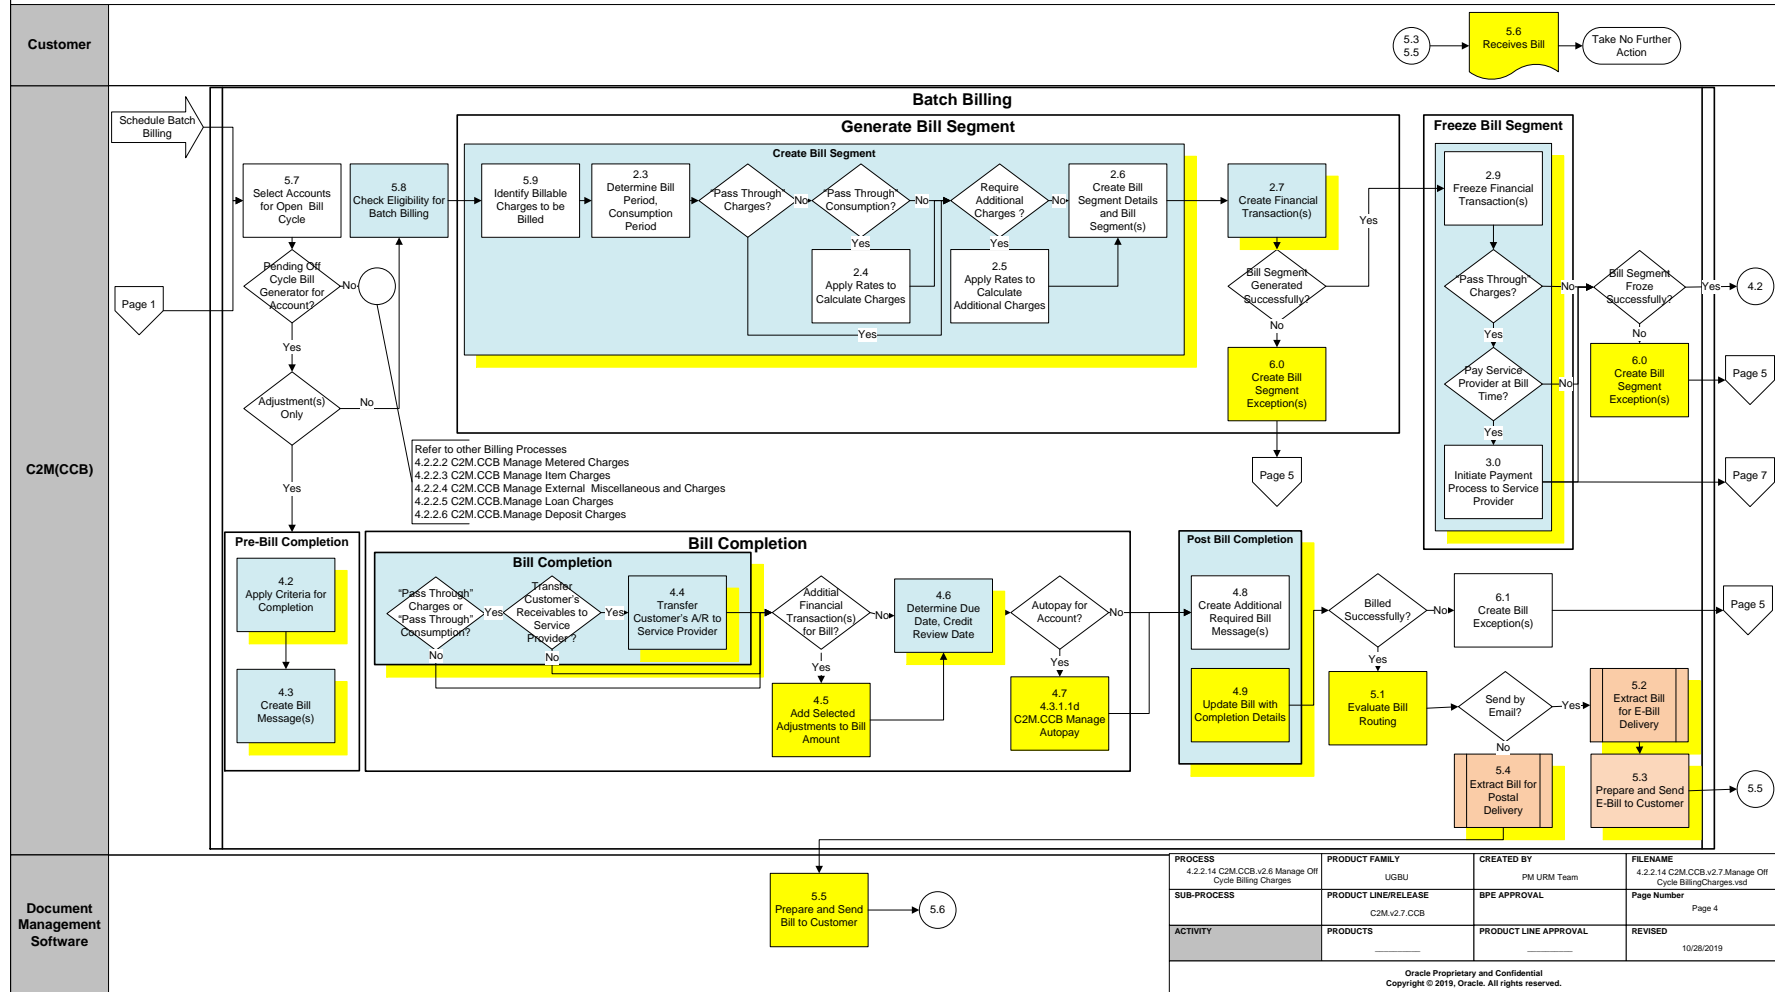 Customer
5.3
5.5
5.6
Receives Bill
Take No Further
Action
C2M(CCB)
Schedule Batch
Billing
Page 1
Batch Billing
5.7
Select Accounts
for Open  Bill
Cycle
5.8
Check Eligibility for
Batch Billing
Pending Off
Cycle Bill
Generator for
Account?
No
Yes
Adjustment(s)
Only
No
Yes
Generate Bill Segment
Create Bill Segment
5.9
Identify Billable
Charges to be
Billed
2.3
Determine Bill
Period,
Consumption
Period
"Pass Through"
Charges?
No
"Pass Through"
Consumption?
No
Yes
2.4
Apply Rates to
Calculate Charges
Yes
Require
Additional
Charges ?
No
Yes
2.5
Apply Rates to
Calculate
Additional Charges
2.6
Create Bill
Segment Details
and Bill
Segment(s)
2.7
Create Financial
Transaction(s)
Bill Segment
Generated
Successfully?
Yes
No
6.0
Create Bill
Segment
Exception(s)
Page 5
Freeze Bill Segment
2.9
Freeze Financial
Transaction(s)
"Pass Through"
Charges?
No
Yes
Pay Service
Provider at Bill
Time?
No
Yes
3.0
Initiate Payment
Process to Service
Provider
Bill Segment
Froze
Successfully?
Yes
4.2
No
6.0
Create Bill
Segment
Exception(s)
Page 5
Page 7
Refer to other Billing Processes
4.2.2.2 C2M.CCB Manage Metered Charges
4.2.2.3 C2M.CCB Manage Item Charges
4.2.2.4 C2M.CCB Manage External  Miscellaneous and Charges
4.2.2.5 C2M.CCB.Manage Loan Charges
4.2.2.6 C2M.CCB.Manage Deposit Charges
Pre-Bill Completion
4.2
Apply Criteria for
Completion
4.3
Create Bill
Message(s)
Bill Completion
Bill Completion
"Pass Through"
Charges or
"Pass Through"
Consumption?
Yes
No
Transfer
Customer's
Receivables to
Service
Provider ?
Yes
No
4.4
Transfer
Customer's A/R to
Service Provider
Additial
Financial
Transaction(s)
for Bill?
No
Yes
4.5
Add Selected
Adjustments to Bill
Amount
4.6
Determine Due
Date, Credit
Review Date
Autopay for
Account?
No
Yes
4.7
4.3.1.1d
C2M.CCB Manage
Autopay
Post Bill Completion
4.8
Create Additional
Required Bill
Message(s)
4.9
Update Bill with
Completion Details
Billed
Successfully?
No
Yes
6.1
Create Bill
Exception(s)
Page 5
5.1
Evaluate Bill
Routing
Send by
Email?
Yes
No
5.2
Extract Bill
for E-Bill
Delivery
5.4
Extract Bill for
Postal
Delivery
5.3
Prepare and Send
E-Bill to Customer
5.5
Document
Management
Software
5.5
Prepare and Send
Bill to Customer
5.6
PROCESS
4.2.2.14 C2M.CCB.v2.6 Manage Off
Cycle Billing Charges
PRODUCT FAMILY
UGBU
CREATED BY
PM URM Team
FILENAME
4.2.2.14 C2M.CCB.v2.7.Manage Off
Cycle BillingCharges.vsd
SUB-PROCESS
PRODUCT LINE/RELEASE
C2M.v2.7.CCB
BPE APPROVAL
Page Number
Page 4
ACTIVITY
PRODUCTS
PRODUCT LINE APPROVAL
REVISED
10/28/2019
Oracle Proprietary and Confidential
Copyright © 2019, Oracle. All rights reserved.